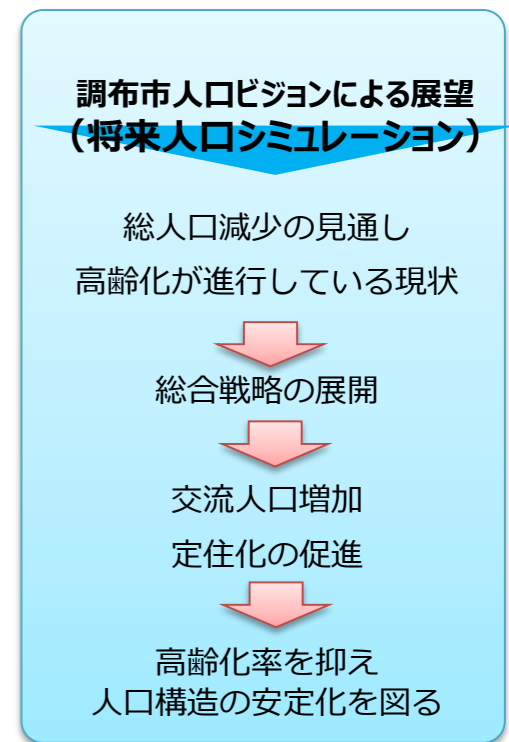 調布市人口ビジョンによる展望
（将来人口シミュレーション）
総人口減少の見通し
高齢化が進行している現状
総合戦略の展開
交流人口増加
定住化の促進
高齢化率を抑え
人口構造の安定化を図る